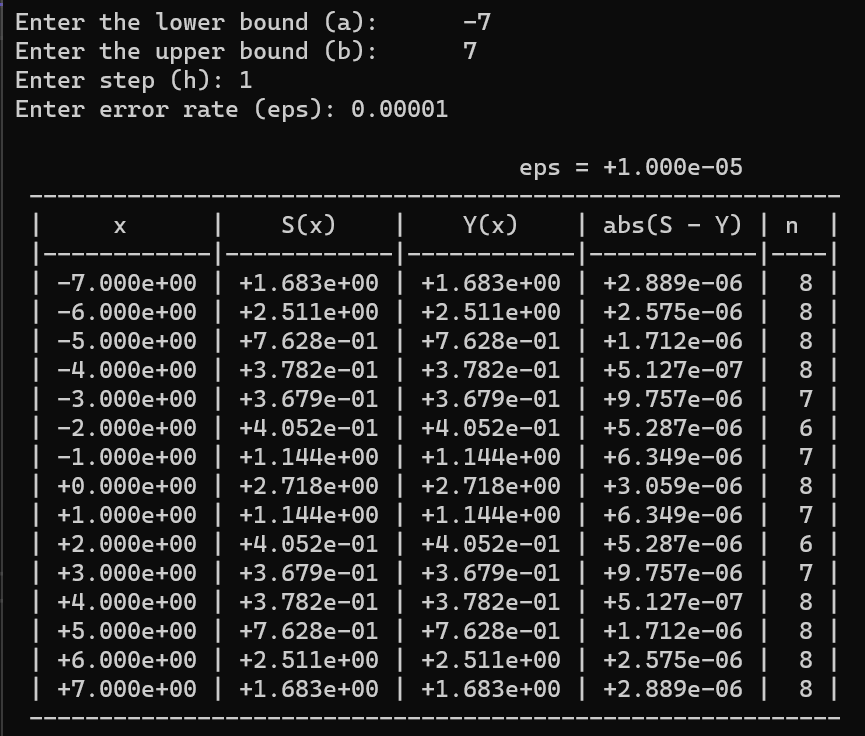 Enter the lower bound (a):      -7
Enter the upper bound (b):      7
Enter step (h): 1
Enter error rate (eps): 0.00001
eps = +1.000e-05
| x | S(x) | Y(x) | abs(S - Y) | n |
| -7.000e+00 | +1.683e+00 | +1.683e+00 | +2.889e-06 | 8 |
| -6.000e+00 | +2.511e+00 | +2.511e+00 | +2.575e-06 | 8 |
| -5.000e+00 | +7.628e-01 | +7.628e-01 | +1.712e-06 | 8 |
| -4.000e+00 | +3.782e-01 | +3.782e-01 | +5.127e-07 | 8 |
| -3.000e+00 | +3.679e-01 | +3.679e-01 | +9.757e-06 | 7 |
| -2.000e+00 | +4.052e-01 | +4.052e-01 | +5.287e-06 | 6 |
| -1.000e+00 | +1.144e+00 | +1.144e+00 | +6.349e-06 | 7 |
| +0.000e+00 | +2.718e+00 | +2.718e+00 | +3.059e-06 | 8 |
| +1.000e+00 | +1.144e+00 | +1.144e+00 | +6.349e-06 | 7 |
| +2.000e+00 | +4.052e-01 | +4.052e-01 | +5.287e-06 | 6 |
| +3.000e+00 | +3.679e-01 | +3.679e-01 | +9.757e-06 | 7 |
| +4.000e+00 | +3.782e-01 | +3.782e-01 | +5.127e-07 | 8 |
| +5.000e+00 | +7.628e-01 | +7.628e-01 | +1.712e-06 | 8 |
| +6.000e+00 | +2.511e+00 | +2.511e+00 | +2.575e-06 | 8 |
| +7.000e+00 | +1.683e+00 | +1.683e+00 | +2.889e-06 | 8 |